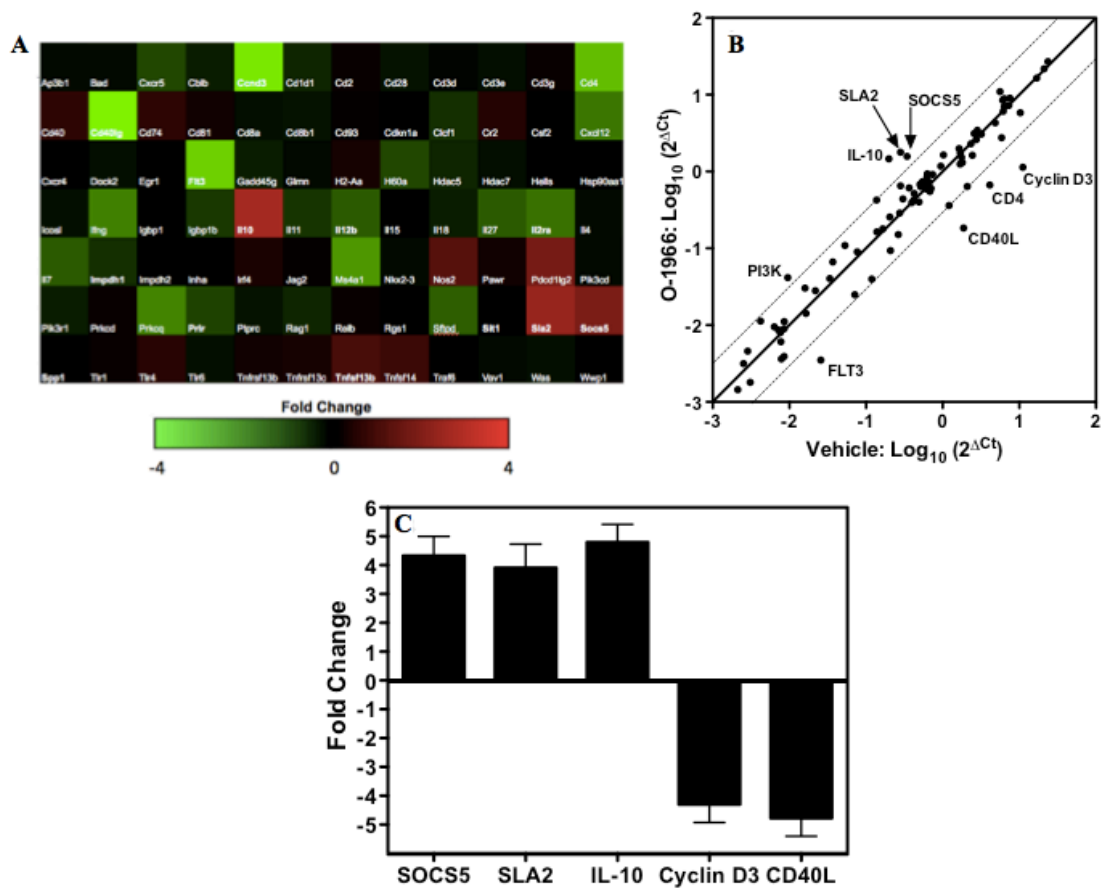 A
Ap3b1 Bad Cxcr5 Cblb Ccnd3 Cd1d1 Cd2 Cd28 Cd3d Cd3e Cd3g Cd4
Cd40 Cd40lg Cd74 Cd81 Cd8a Cd8b1 Cd93 Cdkn1a Clcf1 Cr2 Csf2 Cxcl12
Cxcr4 Dock2 Egr1 Flt3 Gadd45g Glmn H2-Aa H60a Hdac5 Hdac7 Hells Hsp90aa1
Icosl Ifng Igbp1 Igbp1b Il10 Il11 Il12b Il15 Il18 Il27 Il2ra Il4
Il7 Impdh1 Impdh2 Inha Irf4 Jag2 Ms4a1 Nkx2-3 Nos2 Pawr Pdcd1lg2 Pik3cd
Pik3r1 Prkcd Prkcq Prlr Ptprc Rag1 Relb Rgs1 Sftpd Sit1 Sla2 Socs5
Spp1 Tlr1 Tlr4 Tlr6 Tnfrsf13b Tnfrsf13c Tnfsf13b Tnfsf14 Traf6 Vav1 Was Wwp1
Fold Change
-4 0 4
B
O-1966: Log10 (2ΔCt)
2
1
0
-1
-2
-3
SLA2 SOCS5
IL-10
Cyclin D3
CD4
CD40L
PI3K
FLT3
-3 -2 -1 0 1 2
Vehicle: Log10 (2ΔCt)
C
Fold Change
6
5
4
3
2
1
0
-1
-2
-3
-4
-5
SOCS5 SLA2 IL-10 Cyclin D3 CD40L